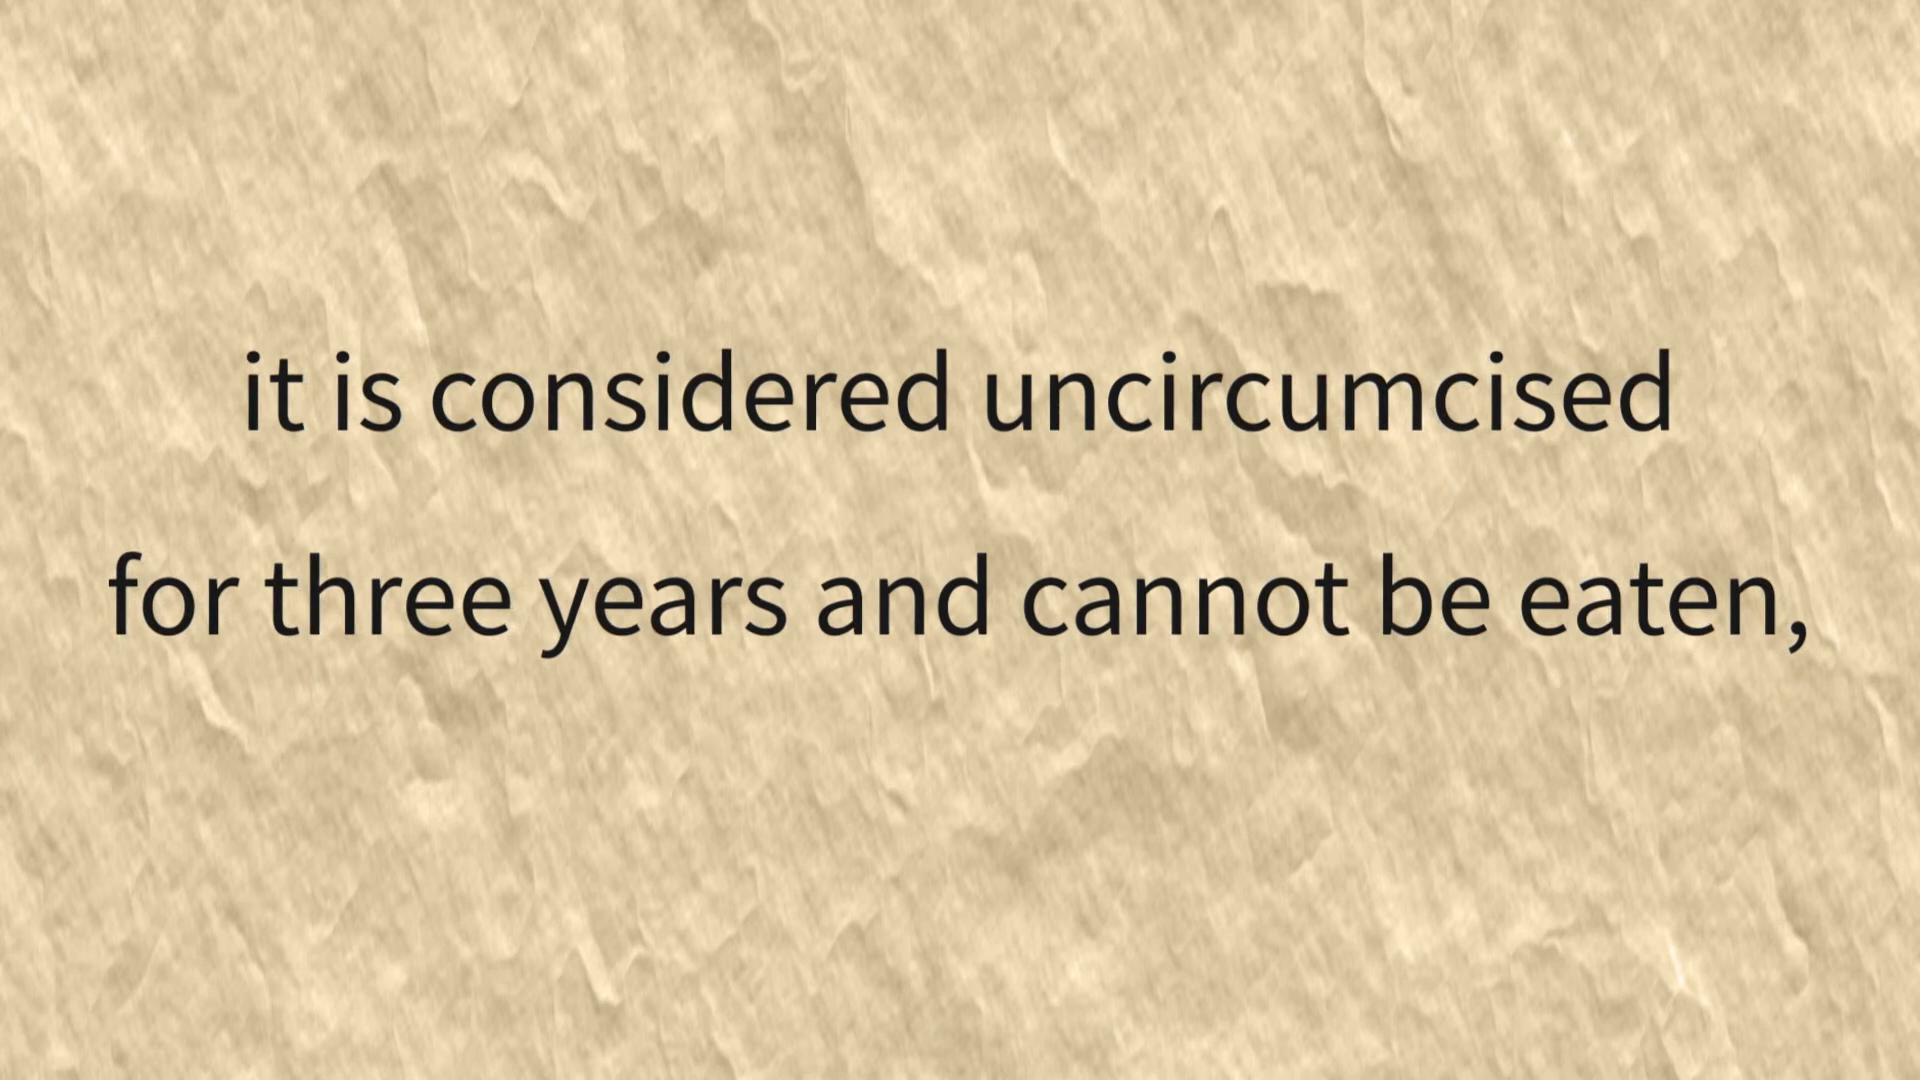 it is considered uncircumcised
for three years and cannot be eaten,